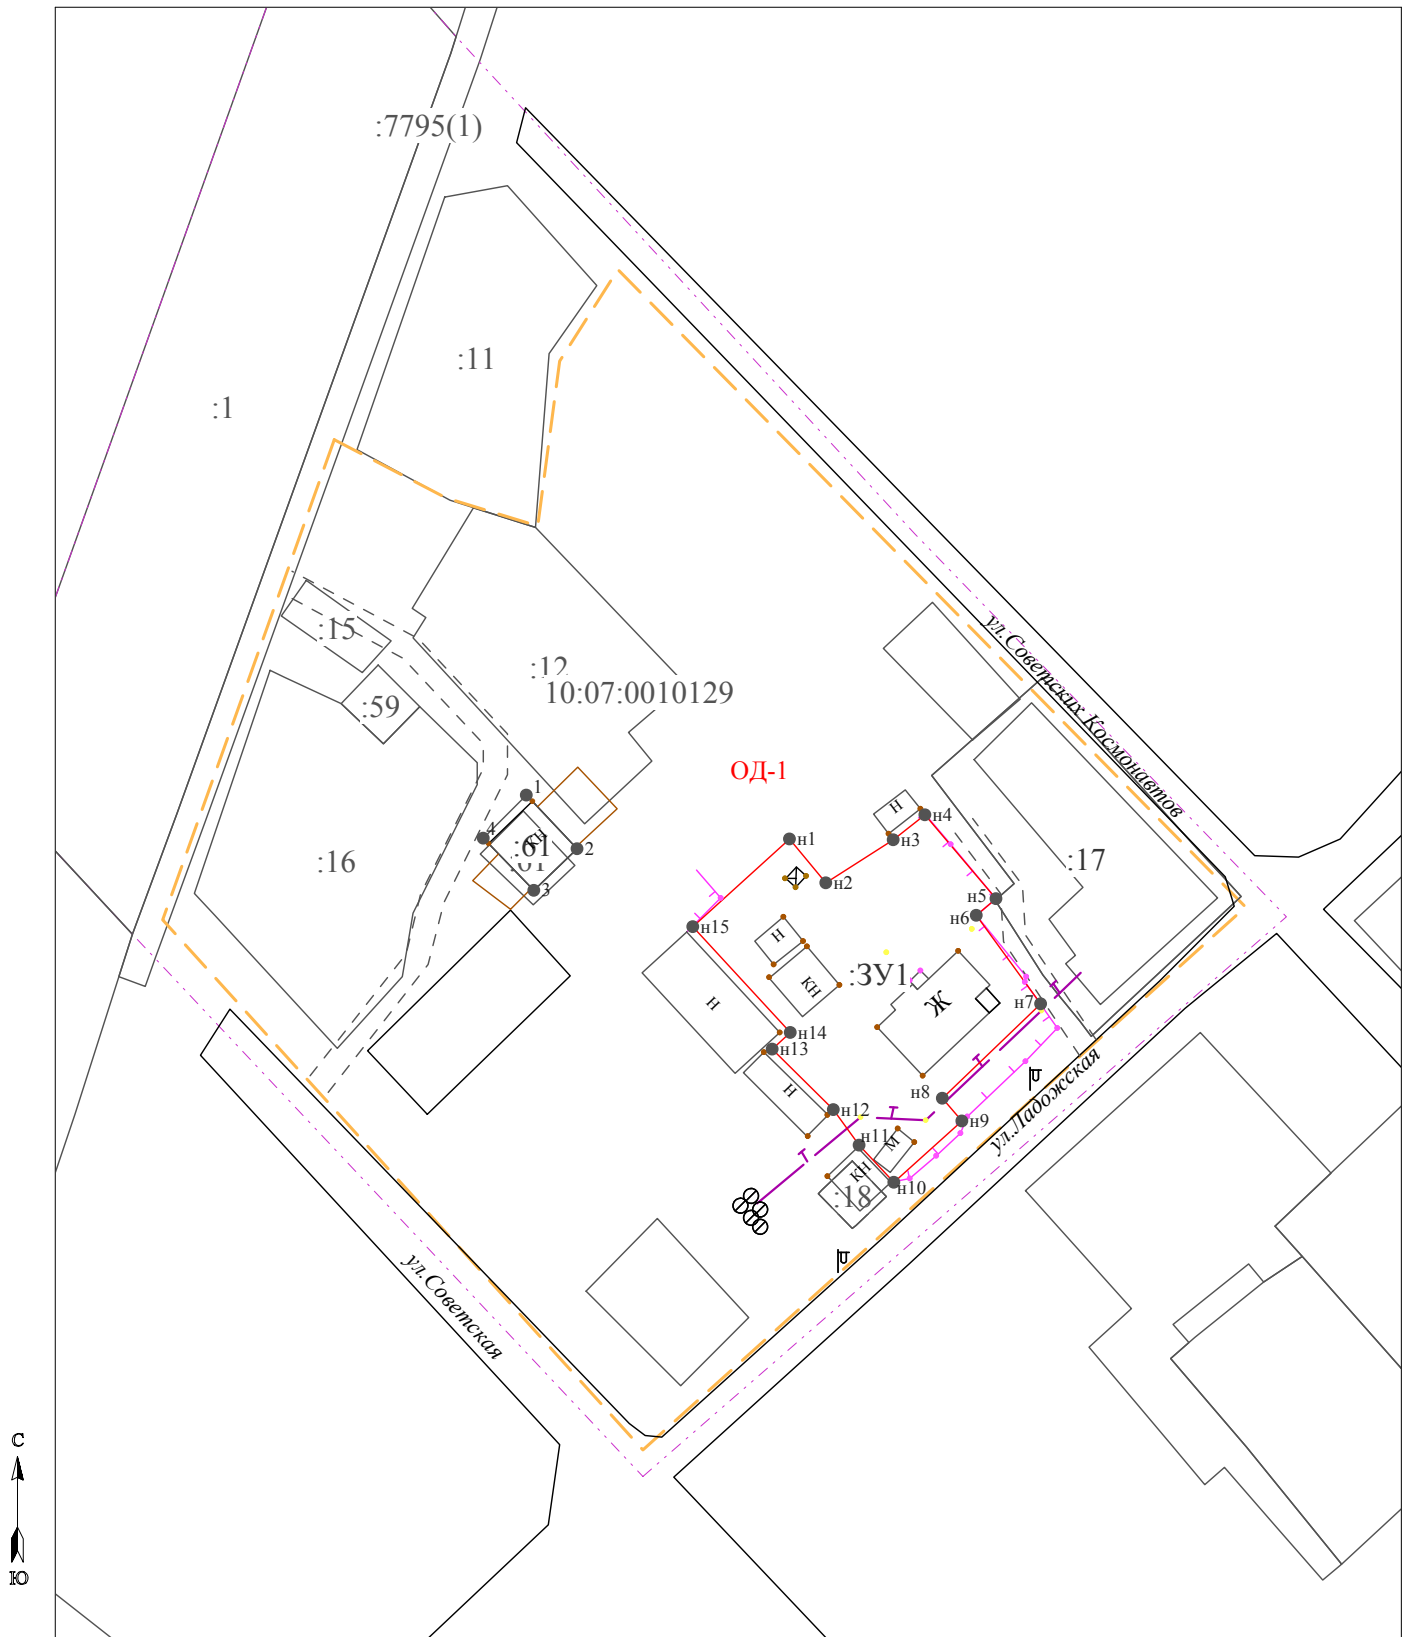 :7795(1)
:11
:1
:15
:12
10:07:0010129
:59
ул.Советских Космонавтов
ОД-1
1
Н
н4
4
КН
н1
н3
:16
:61
2
:17
3
н2
н5
н6
н15
Н
:ЗУ1
КН
Н
Ж
н7
Т
н14
н13
Н
н8
ул.Ладожская
н12
Т
н9
н11
М
Т
КН
н10
:18
ул.Советская
С
Ю